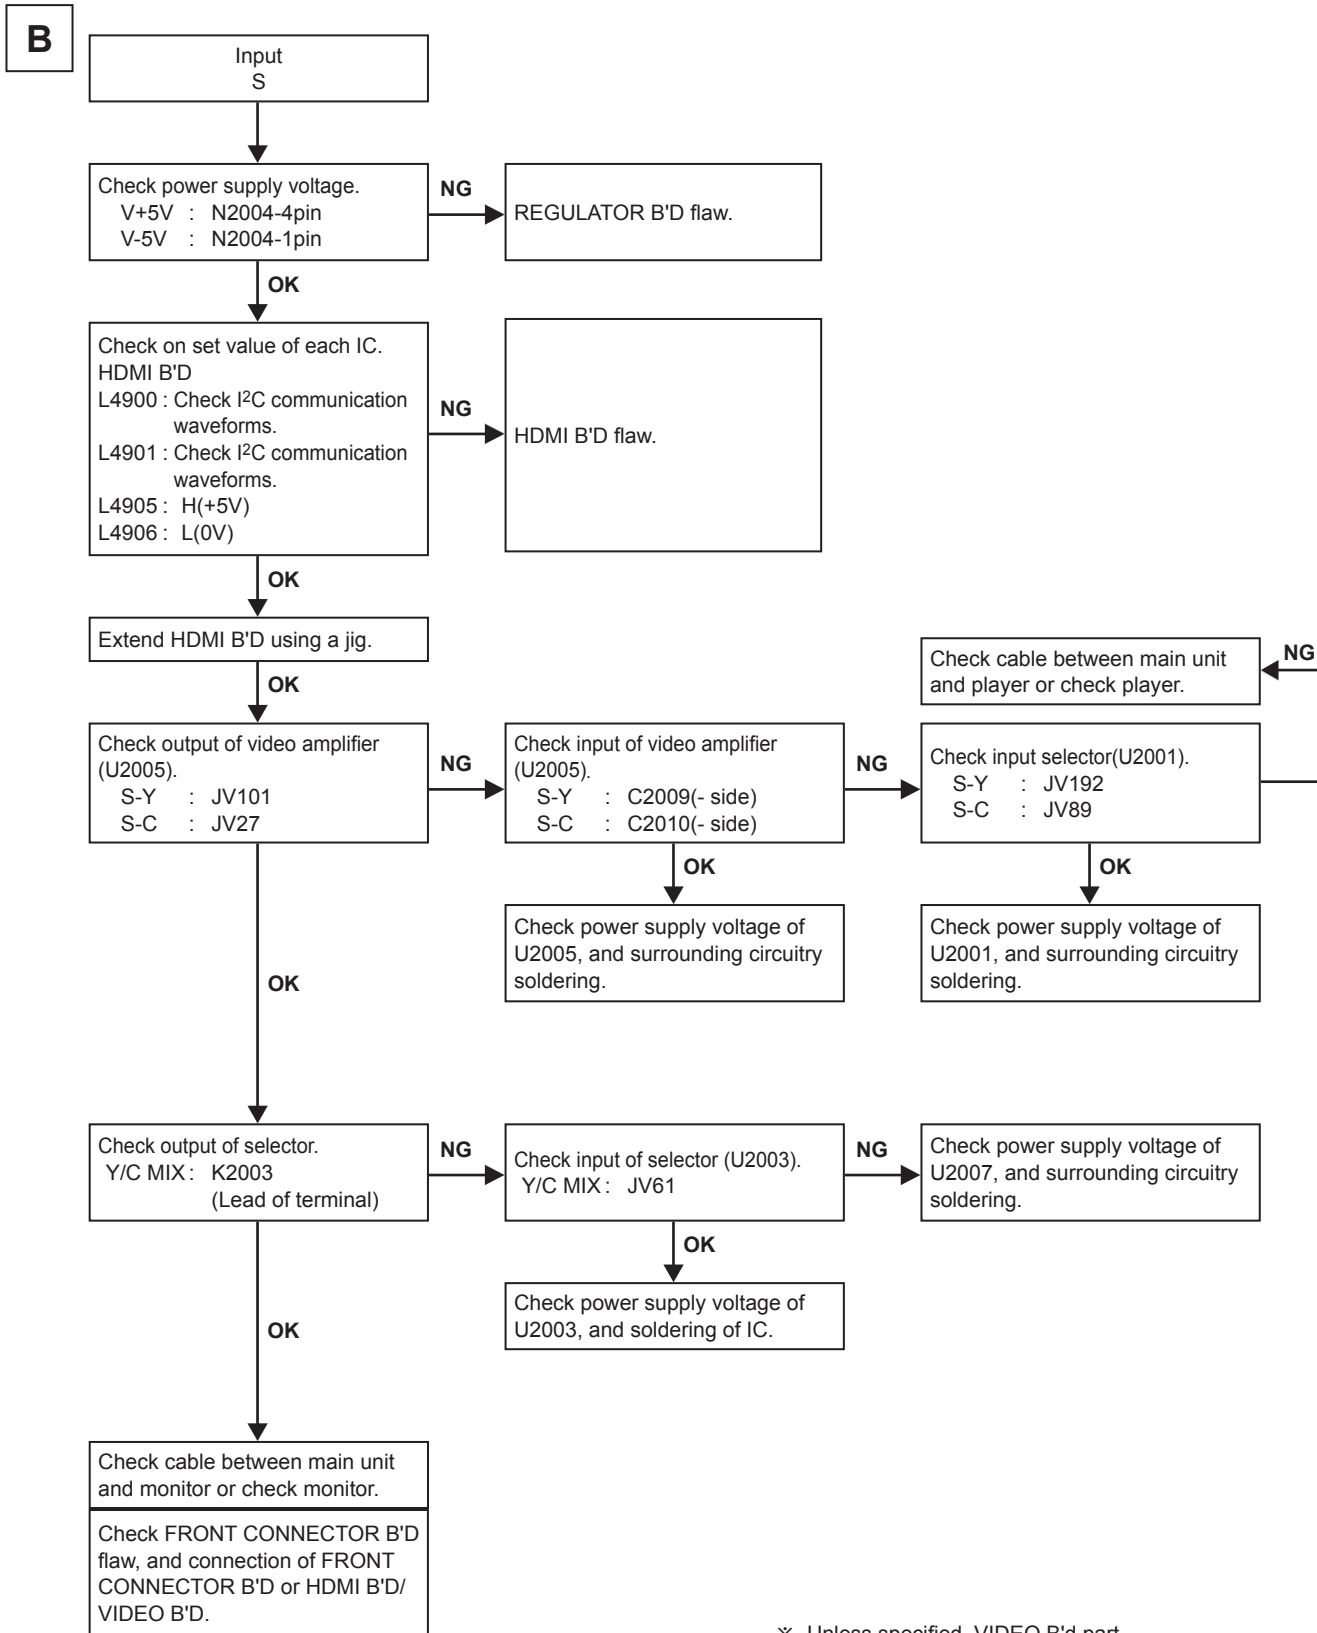 B
Input
S
Check power supply voltage.
V+5V : N2004-4pin
V-5V : N2004-1pin
NG
REGULATOR B'D flaw.
OK
Check on set value of each IC.
HDMI B'D
L4900 : Check I²C communication
waveforms.
L4901 : Check I²C communication
waveforms.
L4905 : H(+5V)
L4906 : L(0V)
NG
HDMI B'D flaw.
OK
Extend HDMI B'D using a jig.
OK
Check cable between main unit
and player or check player.
NG
Check output of video amplifier
(U2005).
S-Y : JV101
S-C : JV27
NG
Check input of video amplifier
(U2005).
S-Y : C2009(- side)
S-C : C2010(- side)
NG
Check input selector(U2001).
S-Y : JV192
S-C : JV89
OK
OK
Check power supply voltage of
U2005, and surrounding circuitry
soldering.
Check power supply voltage of
U2001, and surrounding circuitry
soldering.
OK
Check output of selector.
Y/C MIX : K2003
(Lead of terminal)
NG
Check input of selector (U2003).
Y/C MIX : JV61
NG
Check power supply voltage of
U2007, and surrounding circuitry
soldering.
OK
Check power supply voltage of
U2003, and soldering of IC.
OK
Check cable between main unit
and monitor or check monitor.
Check FRONT CONNECTOR B'D
flaw, and connection of FRONT
CONNECTOR B'D or HDMI B'D/
VIDEO B'D.
※ Unless specified, VIDEO B'd part